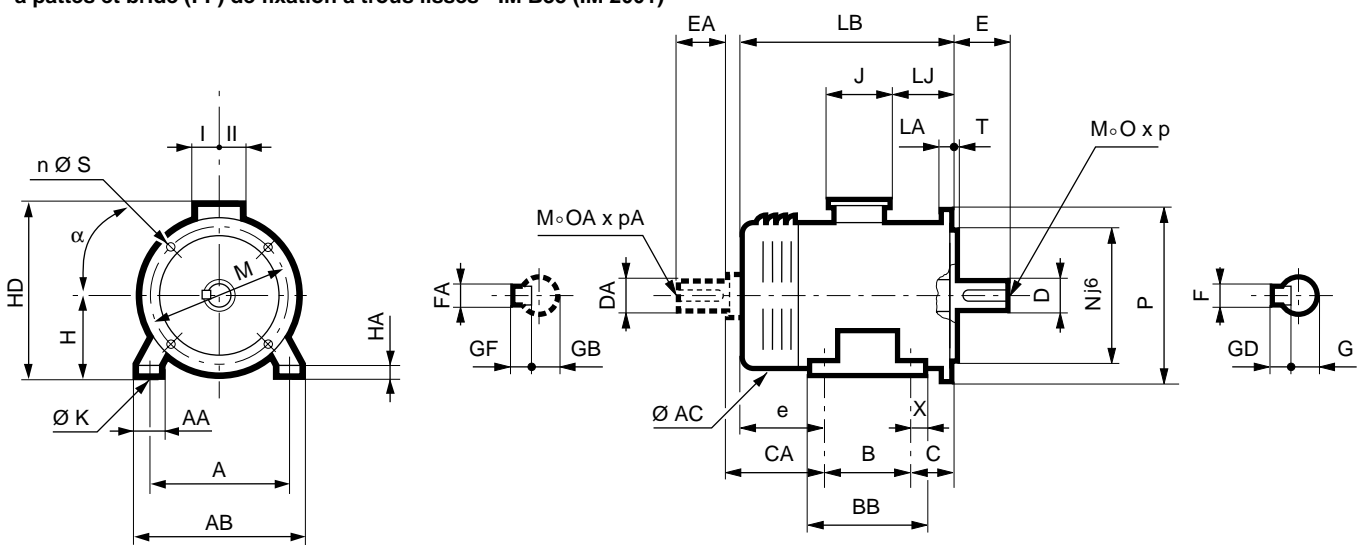 à pattes et bride (FF) de fixation à trous lisses - IM B35 (IM 2001)
EA
LB
E
J
LJ
I
II
LA
T
M○O x p
n Ø S
M○OA x pA
α
M
HD
H
HA
FA
DA
D
Nj6
P
F
GF
GB
GD
G
Ø K
AA
Ø AC
e
X
A
CA
B
C
AB
BB